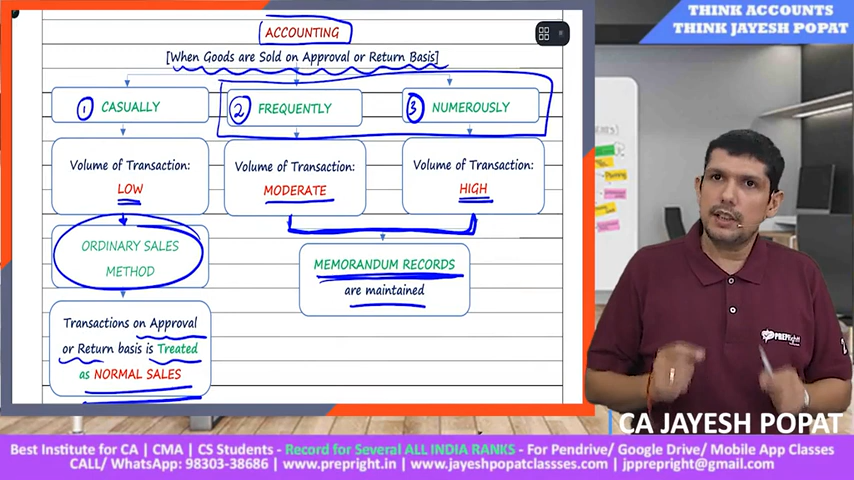 THINK ACCOUNTS
THINK JAYESH POPAT
ACCOUNTING
[When Goods are Sold on Approval or Return Basis]
① CASUALLY
② FREQUENTLY
③ NUMEROUSLY
Volume of Transaction:
LOW
Volume of Transaction:
MODERATE
Volume of Transaction:
HIGH
ORDINARY SALES
METHOD
MEMORANDUM RECORDS
are maintained
Transactions on Approval
or Return basis is Treated
as NORMAL SALES
PREPRight
CA JAYESH POPAT
Best Institute for CA | CMA | CS Students - Record for Several ALL INDIA RANKS - For Pendrive/ Google Drive/ Mobile App Classes
CALL/ WhatsApp: 98303-38686 | www.prepright.in | www.jayeshpopatclassses.com | jpprepright@gmail.com